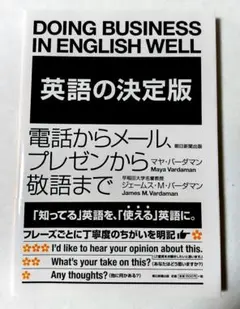 DOING BUSINESS
IN ENGLISH WELL
英語の決定版
電話からメール、
朝日新聞出版
プレゼンから
マヤ・バーダマン
Maya Vardaman
敬語まで
早稲田大学名誉教授
ジェームス・M・バーダマン
James M. Vardaman
「知ってる」英語を、「使える」英語に。
フレーズごとに丁寧度のちがいを明記
★★★I'd like to hear your opinion about this.
★★What's your take on this?
★Any thoughts?